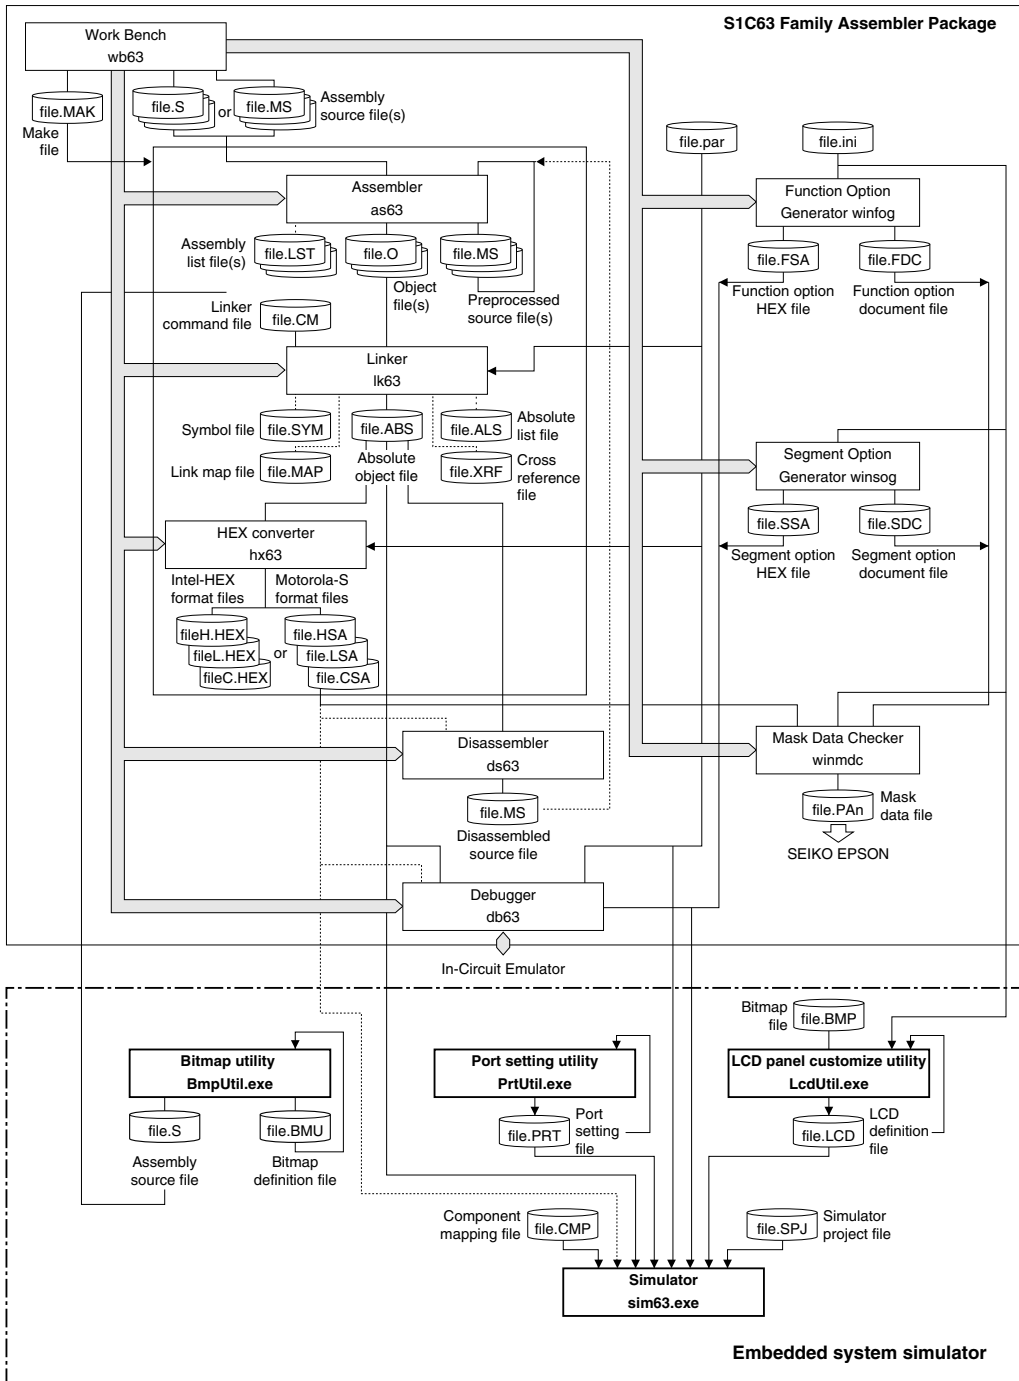 S1C63 Family Assembler Package
Work Bench
wb63
file.MAK
Make
file
file.S
or
file.MS
Assembly
source file(s)
file.par
file.ini
Assembler
as63
Function Option
Generator winfog
Assembly
list file(s)
file.LST
file.O
Object
file(s)
file.MS
Preprocessed
source file(s)
file.FSA
Function option
HEX file
file.FDC
Function option
document file
Linker
command file
file.CM
Linker
lk63
Symbol file
file.SYM
file.ABS
Absolute
object file
file.ALS
Absolute
list file
Link map file
file.MAP
file.XRF
Cross
reference
file
Segment Option
Generator winsog
file.SSA
Segment option
HEX file
file.SDC
Segment option
document file
HEX converter
hx63
Intel-HEX
format files
Motorola-S
format files
fileH.HEX
fileL.HEX
fileC.HEX
or
file.HSA
file.LSA
file.CSA
Disassembler
ds63
file.MS
Disassembled
source file
Mask Data Checker
winmdc
file.PAn
Mask
data file
SEIKO EPSON
Debugger
db63
In-Circuit Emulator
Bitmap
file
file.BMP
Bitmap utility
BmpUtil.exe
Port setting utility
PrtUtil.exe
LCD panel customize utility
LcdUtil.exe
file.S
Assembly
source file
file.BMU
Bitmap
definition file
file.PRT
Port
setting
file
file.LCD
LCD
definition
file
Component
mapping file
file.CMP
file.SPJ
Simulator
project file
Simulator
sim63.exe
Embedded system simulator